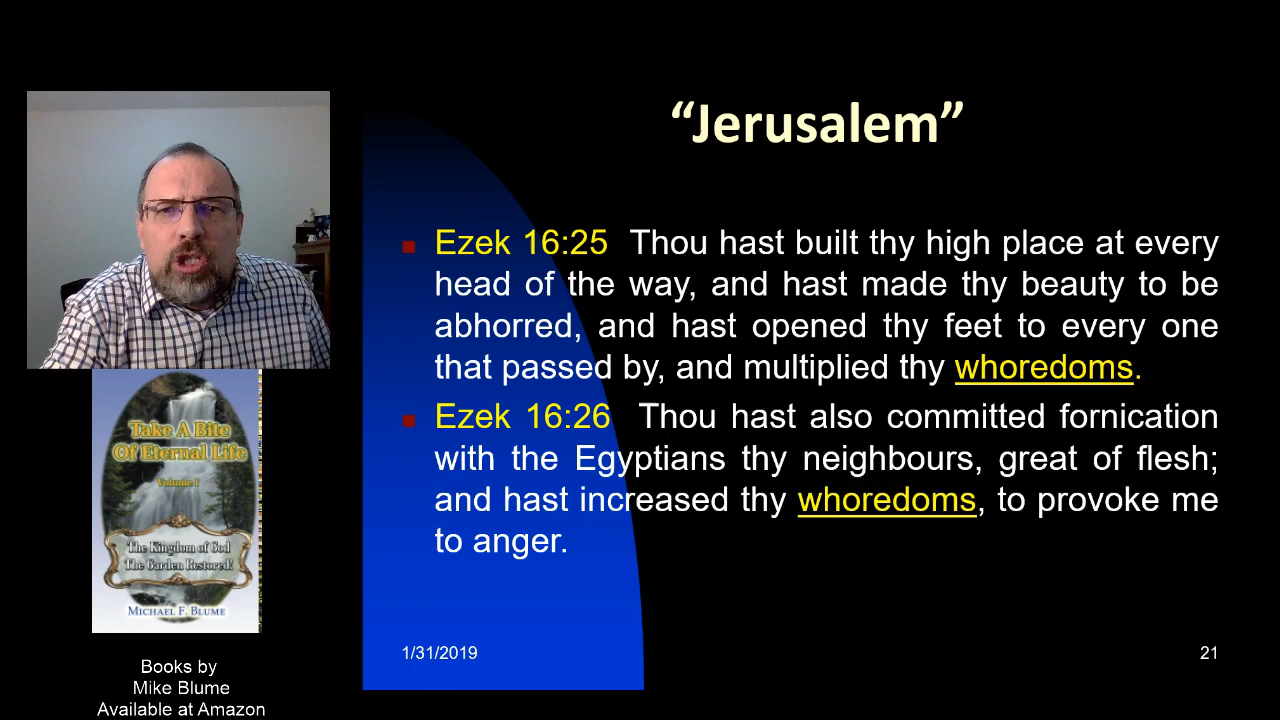 “Jerusalem”
Ezek 16:25 Thou hast built thy high place at every
head of the way, and hast made thy beauty to be
abhorred, and hast opened thy feet to every one
that passed by, and multiplied thy whoredoms.
Ezek 16:26 Thou hast also committed fornication
with the Egyptians thy neighbours, great of flesh;
and hast increased thy whoredoms, to provoke me
to anger.
1/31/2019
21
Take A Bite
Of Eternal Life
Volume I
The Kingdom of God
The Garden Restored!
MICHAEL F. BLUME
Books by
Mike Blume
Available at Amazon